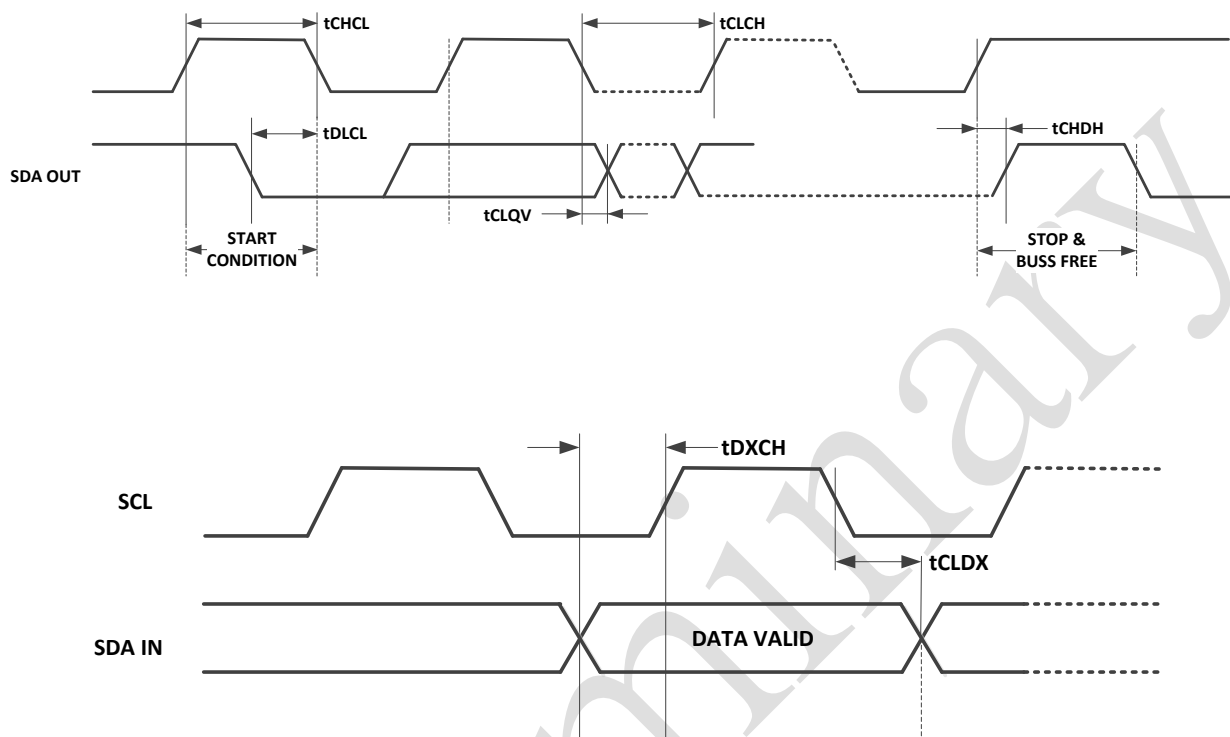 tCHCL
tCLCH
tDLCL
tCHDH
SDA OUT
tCLQV
START
CONDITION
STOP &
BUSS FREE
tDXCH
SCL
tCLDX
SDA IN
DATA VALID
minary